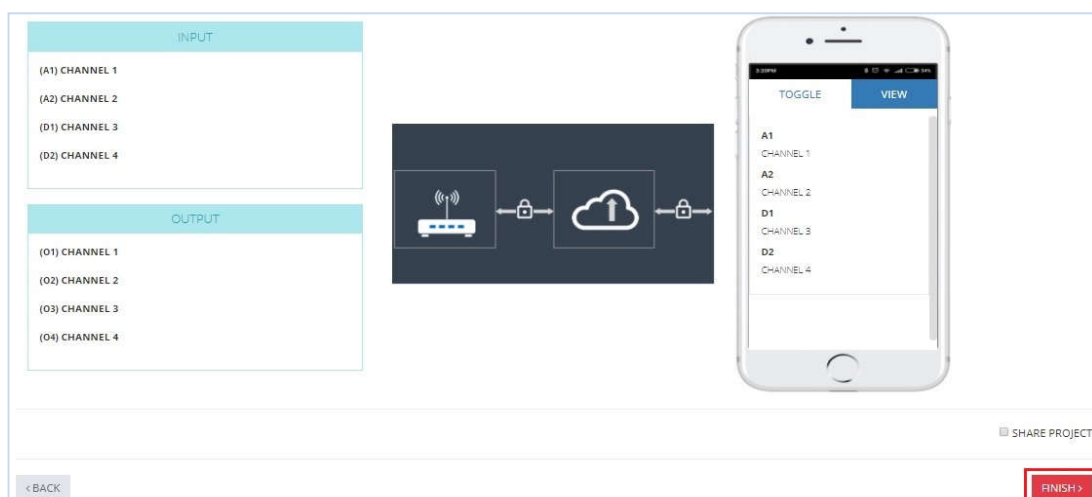 INPUT
(A1) CHANNEL 1
(A2) CHANNEL 2
(D1) CHANNEL 3
(D2) CHANNEL 4
OUTPUT
(O1) CHANNEL 1
(O2) CHANNEL 2
(O3) CHANNEL 3
(O4) CHANNEL 4
TOGGLE VIEW
A1
CHANNEL 1
A2
CHANNEL 2
D1
CHANNEL 3
D2
CHANNEL 4
SHARE PROJECT
< BACK
FINISH >